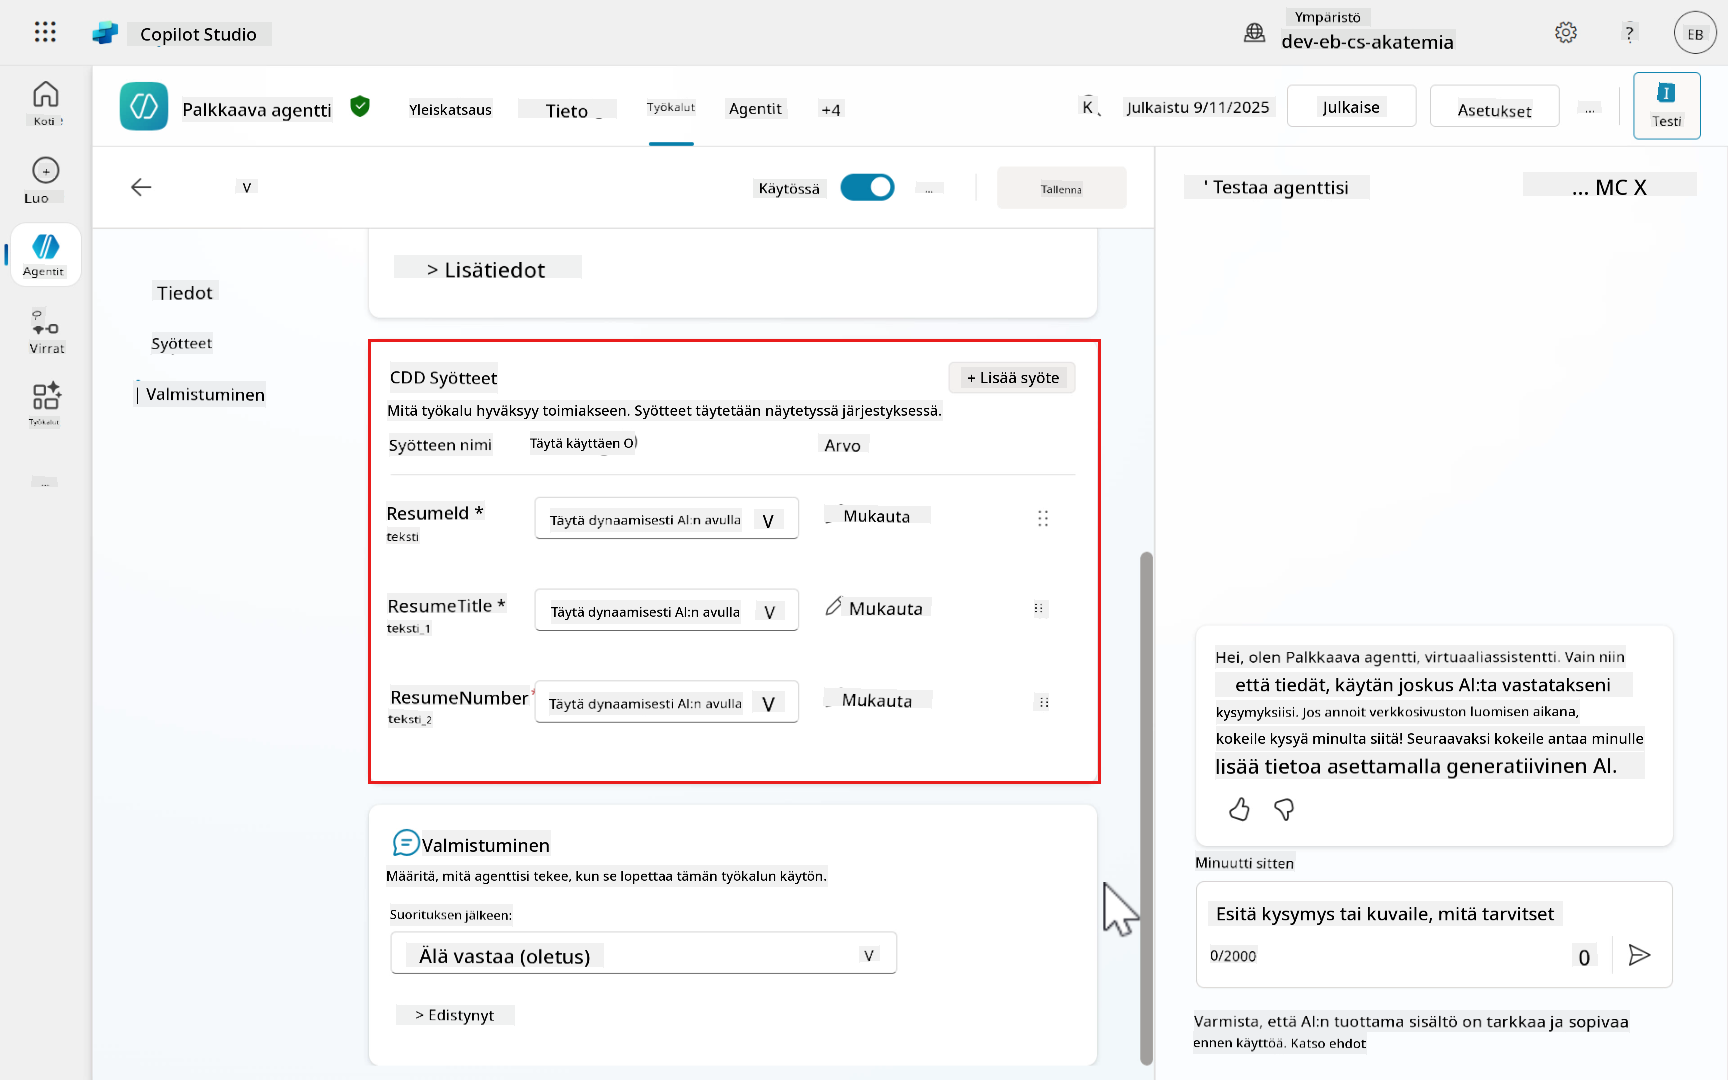 Copilot Studio
Ympäristö
dev-eb-cs-akatemia
?
EB
Koti
Luo
Agentit
Virrat
Työkalut
...
Palkkaava agentti
Yleiskatsaus
Tieto
Työkalut
Agentit
+4
K
Julkaistu 9/11/2025
Julkaise
Asetukset
...
Testi
V
Käytössä
...
Tallenna
' Testaa agenttisi
... MC X
Tiedot
Syötteet
| Valmistuminen
> Lisätiedot
CDD Syötteet
+ Lisää syöte
Mitä työkalu hyväksyy toimiakseen. Syötteet täytetään näytetyssä järjestyksessä.
Syötteen nimi
Täytä käyttäen O)
Arvo
ResumeId *
teksti
Täytä dynaamisesti AI:n avulla V
Mukauta
ResumeTitle *
teksti_1
Täytä dynaamisesti AI:n avulla V
Mukauta
ResumeNumber *
teksti_2
Täytä dynaamisesti AI:n avulla V
Mukauta
Valmistuminen
Määritä, mitä agenttisi tekee, kun se lopettaa tämän työkalun käytön.
Suorituksen jälkeen:
Älä vastaa (oletus) V
> Edistynyt
Hei, olen Palkkaava agentti, virtuaaliassistentti. Vain niin
että tiedät, käytän joskus AI:ta vastatakseni
kysymyksiisi. Jos annoit verkkosivuston luomisen aikana,
kokeile kysyä minulta siitä! Seuraavaksi kokeile antaa minulle
lisää tietoa asettamalla generatiivinen AI.
Minuutti sitten
Esitä kysymys tai kuvaile, mitä tarvitset
0/2000
0
Varmista, että AI:n tuottama sisältö on tarkkaa ja sopivaa
ennen käyttöä. Katso ehdot